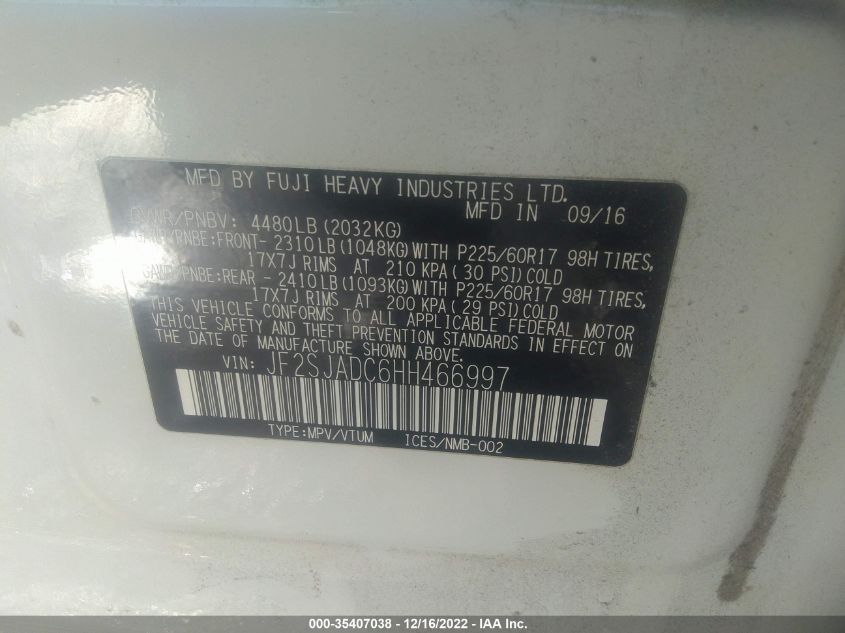 MFD BY FUJI HEAVY INDUSTRIES LTD.
MFD IN 09/16
GVWR/PNBV: 4480LB(2032KG)
GAWR/PNBE:FRONT- 2310LB(1048KG)WITH P225/60R17 98H TIRES,
17X7J RIMS AT 210 KPA( 30 PSI)COLD
GAWR/PNBE:REAR - 2410LB(1093KG)WITH P225/60R17 98H TIRES,
17X7J RIMS AT 200 KPA( 29 PSI)COLD
THIS VEHICLE CONFORMS TO ALL APPLICABLE FEDERAL MOTOR
VEHICLE SAFETY AND THEFT PREVENTION STANDARDS IN EFFECT ON
THE DATE OF MANUFACTURE SHOWN ABOVE.
VIN: JF2SJADC6HH466997
TYPE:MPV/VTUM ICES/NMB-002
000-35407038 - 12/16/2022 - IAA Inc.